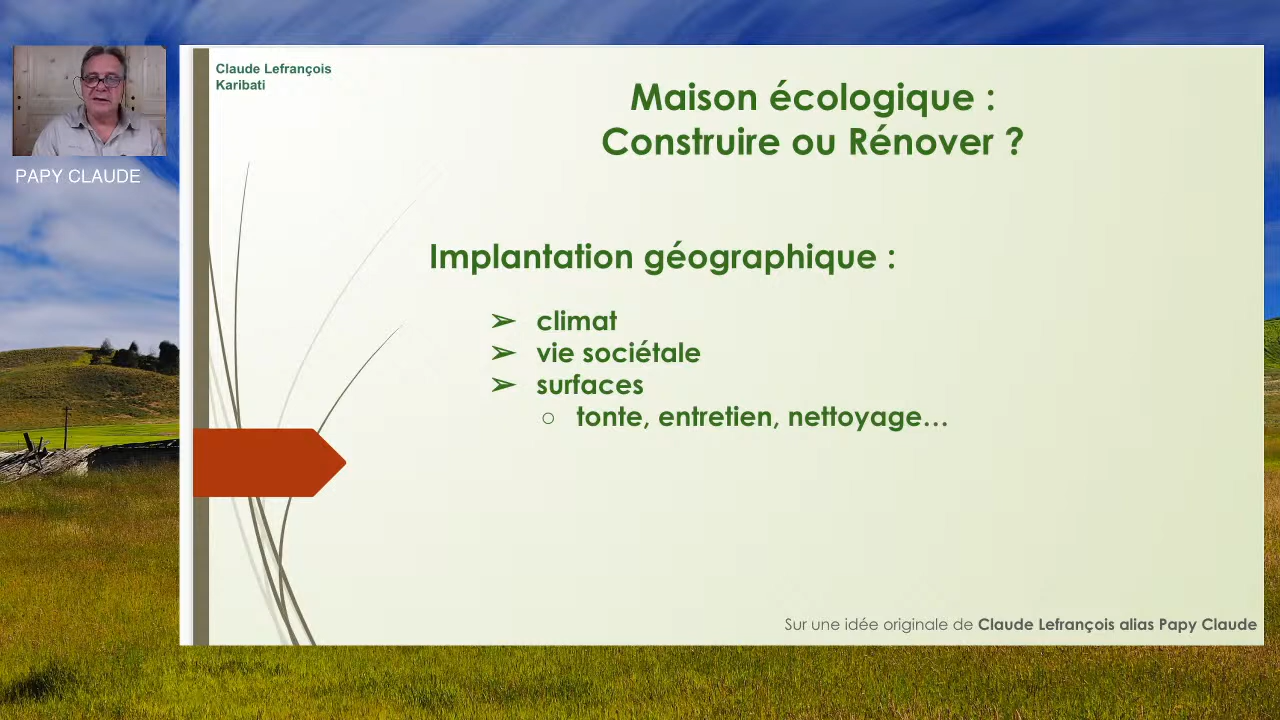 Claude Lefrançois
Karibati
Maison écologique :
Construire ou Rénover ?
PAPY CLAUDE
Implantation géographique :
➢ climat
➢ vie sociétale
➢ surfaces
○ tonte, entretien, nettoyage…
Sur une idée originale de Claude Lefrançois alias Papy Claude